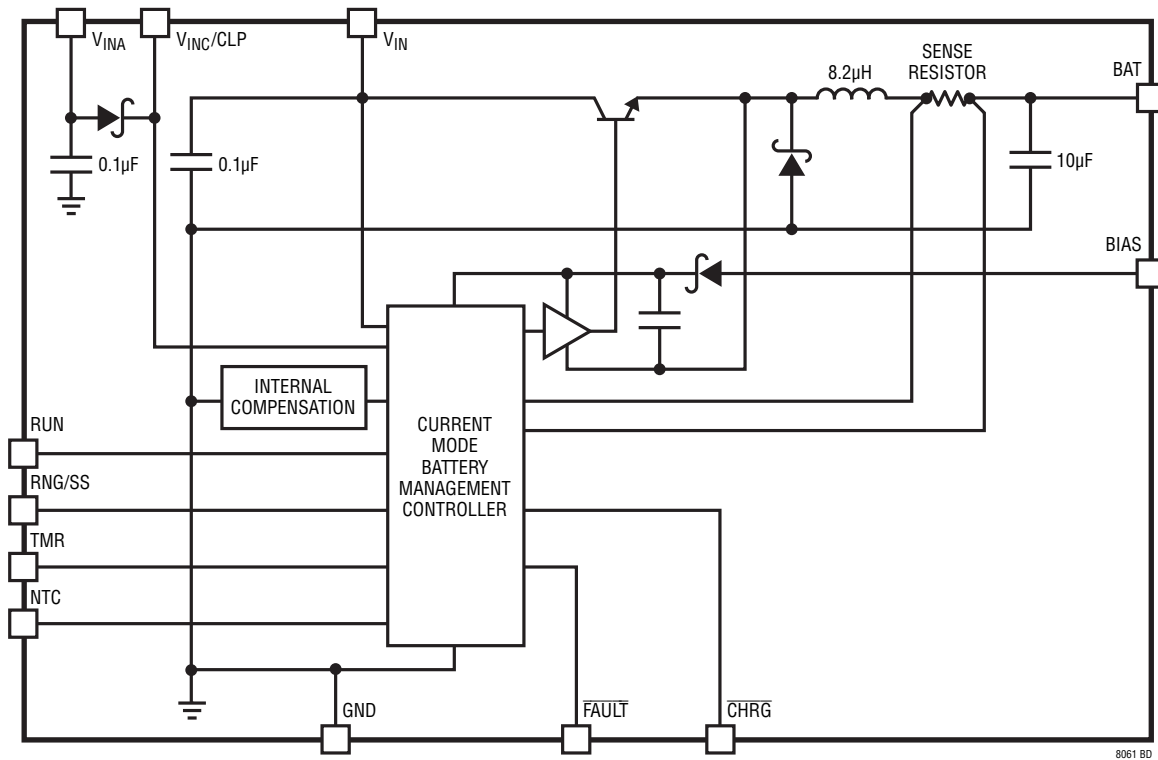 VINA
VINC/CLP
VIN
SENSE
RESISTOR
8.2µH
BAT
0.1µF
0.1µF
10µF
BIAS
INTERNAL
COMPENSATION
RUN
CURRENT
MODE
BATTERY
MANAGEMENT
CONTROLLER
RNG/SS
TMR
NTC
GND
FAULT
CHRG
8061 BD